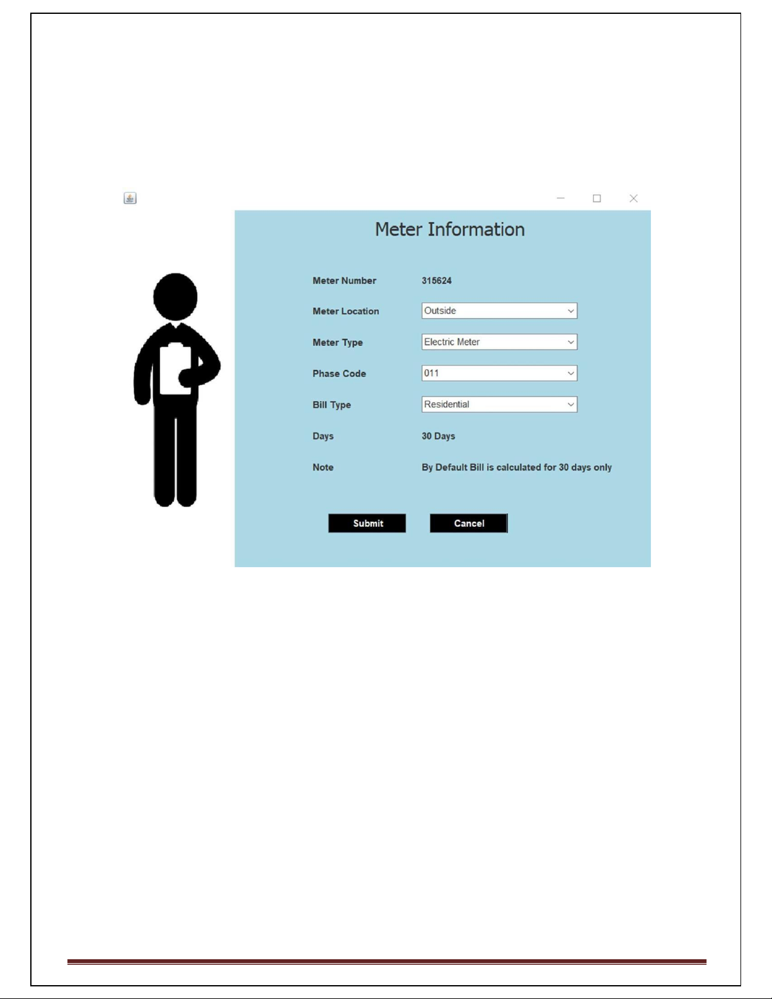 Meter Information
Meter Number 315624
Meter Location Outside
Meter Type Electric Meter
Phase Code 011
Bill Type Residential
Days 30 Days
Note By Default Bill is calculated for 30 days only
Submit Cancel